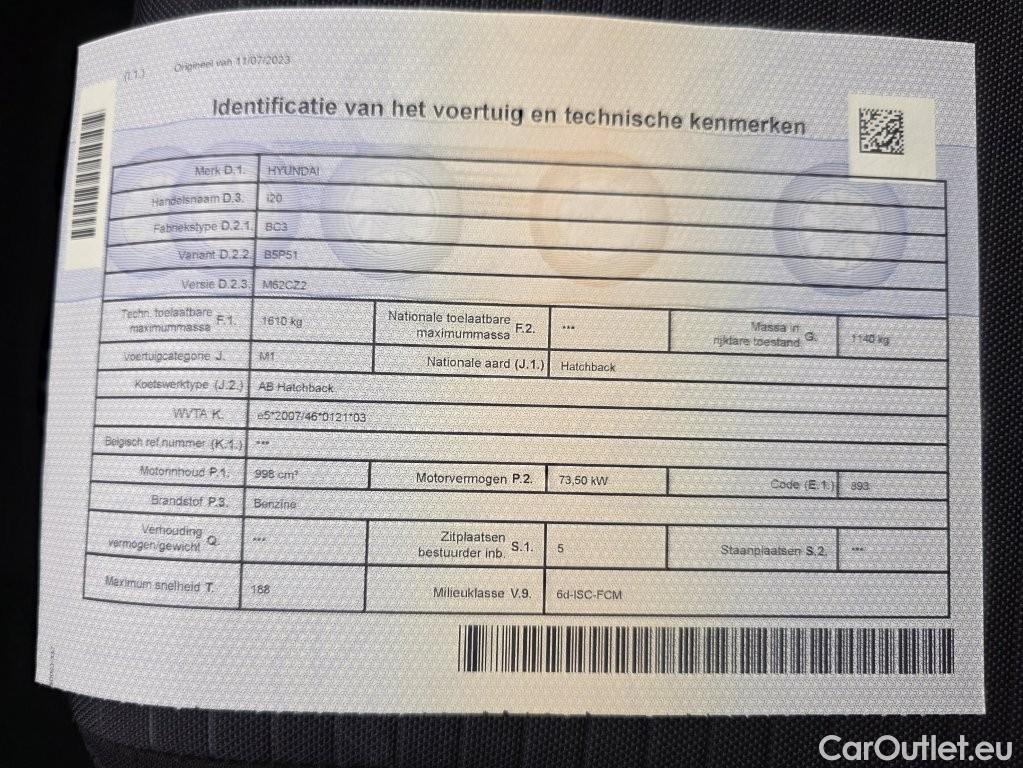 (I.1.) Origineel van 11/07/2023
Identificatie van het voertuig en technische kenmerken
Merk D.1. HYUNDAI
Handelsnaam D.3. i20
Fabriekstype D.2.1. BC3
Variant D.2.2. B5P51
Versie D.2.3. M62CZ2
Techn. toelaatbare maximummassa F.1. 1610 kg Nationale toelaatbare maximummassa F.2. *** Massa in rijklare toestand G. 1140 kg
Voertuigcategorie J. M1 Nationale aard (J.1.) Hatchback
Koetswerktype (J.2.) AB Hatchback
WVTA K. e5*2007/46*0121*03
Belgisch ref.nummer (K.1.) ***
Motorinhoud P.1. 998 cm³ Motorvermogen P.2. 73,50 kW Code (E.1.) 893
Brandstof P.3. Benzine
Verhouding vermogen/gewicht Q. *** Zitplaatsen bestuurder inb. S.1. 5 Staanplaatsen S.2. ***
Maximum snelheid T. 188 Milieuklasse V.9. 6d-ISC-FCM
CarOutlet.eu